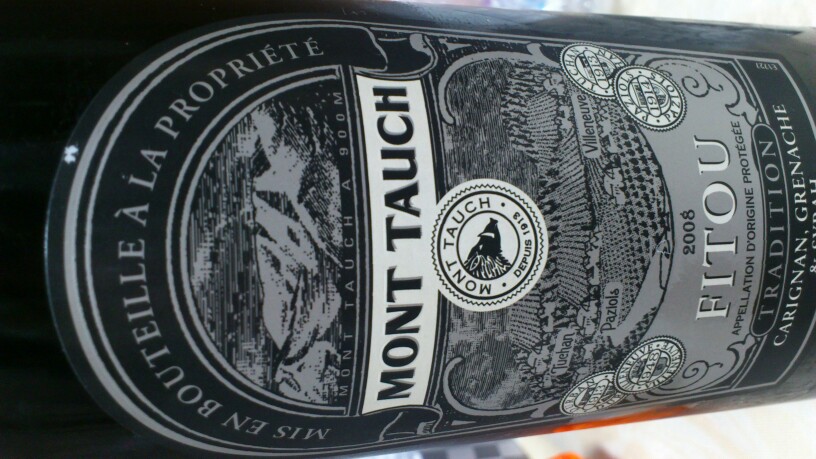 MIS EN BOUTEILLE À LA PROPRIÉTÉ
MONT TAUCH A 900M
MONT TAUCH
MONT TAUCH
DEPUIS 1913
Villeneuve
Tuchan
Paziols
2008
FITOU
APPELLATION D'ORIGINE PROTÉGÉE
TRADITION
CARIGNAN, GRENACHE
& SYRAH